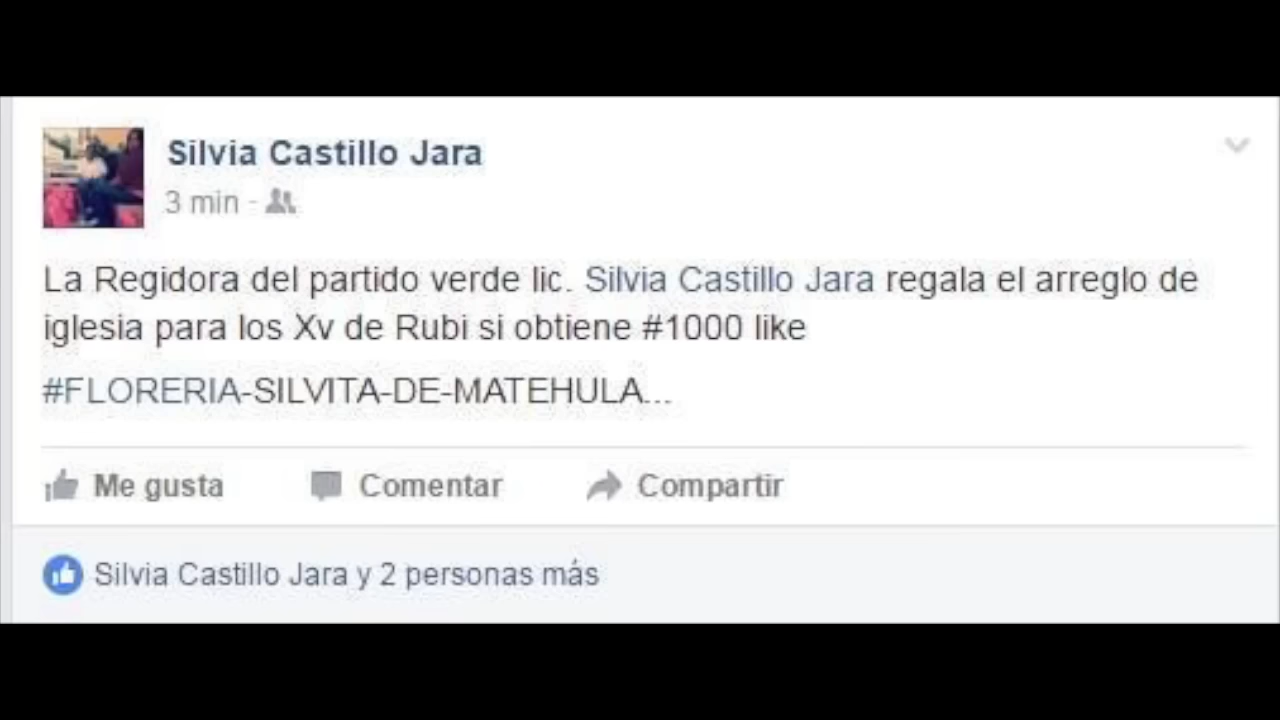 Silvia Castillo Jara
3 min -
La Regidora del partido verde lic. Silvia Castillo Jara regala el arreglo de
iglesia para los Xv de Rubi si obtiene #1000 like
#FLORERIA-SILVITA-DE-MATEHULA...
Me gusta Comentar Compartir
Silvia Castillo Jara y 2 personas más